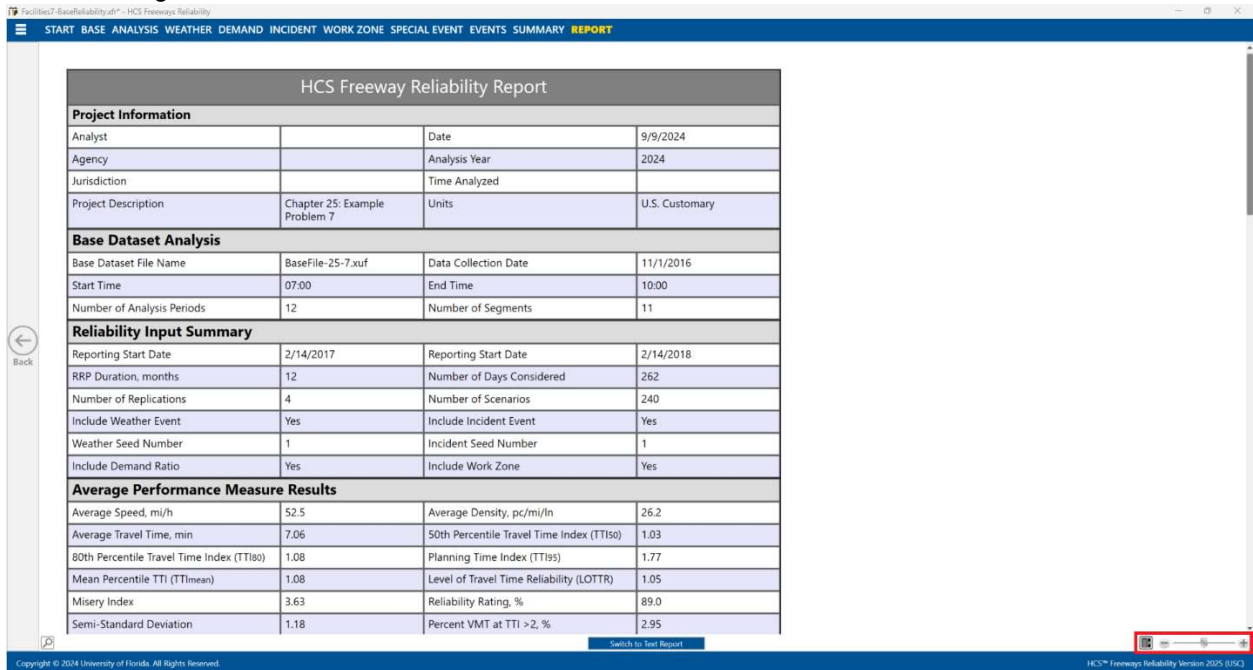 Facilities7-BaseReliability.xfr* - HCS Freeways Reliability
START BASE ANALYSIS WEATHER DEMAND INCIDENT WORK ZONE SPECIAL EVENT EVENTS SUMMARY REPORT
HCS Freeway Reliability Report
Project Information
Analyst Date 9/9/2024
Agency Analysis Year 2024
Jurisdiction Time Analyzed
Project Description Chapter 25: Example Units U.S. Customary
Problem 7
Base Dataset Analysis
Base Dataset File Name BaseFile-25-7.xuf Data Collection Date 11/1/2016
Start Time 07:00 End Time 10:00
Number of Analysis Periods 12 Number of Segments 11
Reliability Input Summary
Reporting Start Date 2/14/2017 Reporting Start Date 2/14/2018
RRP Duration, months 12 Number of Days Considered 262
Back
Number of Replications 4 Number of Scenarios 240
Include Weather Event Yes Include Incident Event Yes
Weather Seed Number 1 Incident Seed Number 1
Include Demand Ratio Yes Include Work Zone Yes
Average Performance Measure Results
Average Speed, mi/h 52.5 Average Density, pc/mi/ln 26.2
Average Travel Time, min 7.06 50th Percentile Travel Time Index (TTI50) 1.03
80th Percentile Travel Time Index (TTI80) 1.08 Planning Time Index (TTI95) 1.77
Mean Percentile TTI (TTImean) 1.08 Level of Travel Time Reliability (LOTTR) 1.05
Misery Index 3.63 Reliability Rating, % 89.0
Semi-Standard Deviation 1.18 Percent VMT at TTI >2, % 2.95
Switch to Text Report
Copyright © 2024 University of Florida. All Rights Reserved. HCS™ Freeways Reliability Version 2025 (USC)